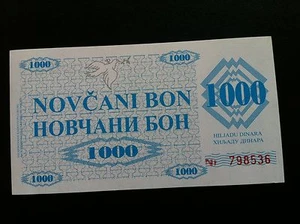 1000
NOVČANI BON
НОВЧАНИ БОН
1000
1000
1000
1000
HILJADU DINARA
ХИЉАДУ ДИНАРА
№ 798536